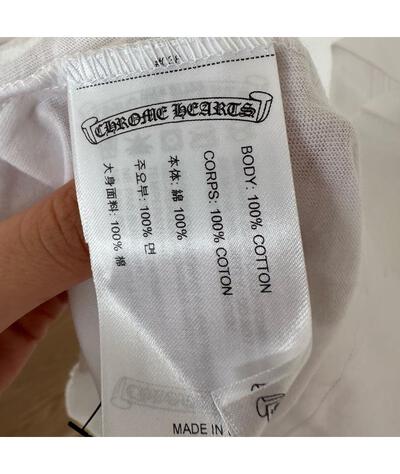 CHROME HEARTS
BODY: 100% COTTON
CORPS: 100% COTON
本体: 綿 100%
주요부: 100% 면
大身面料: 100% 棉
MADE IN